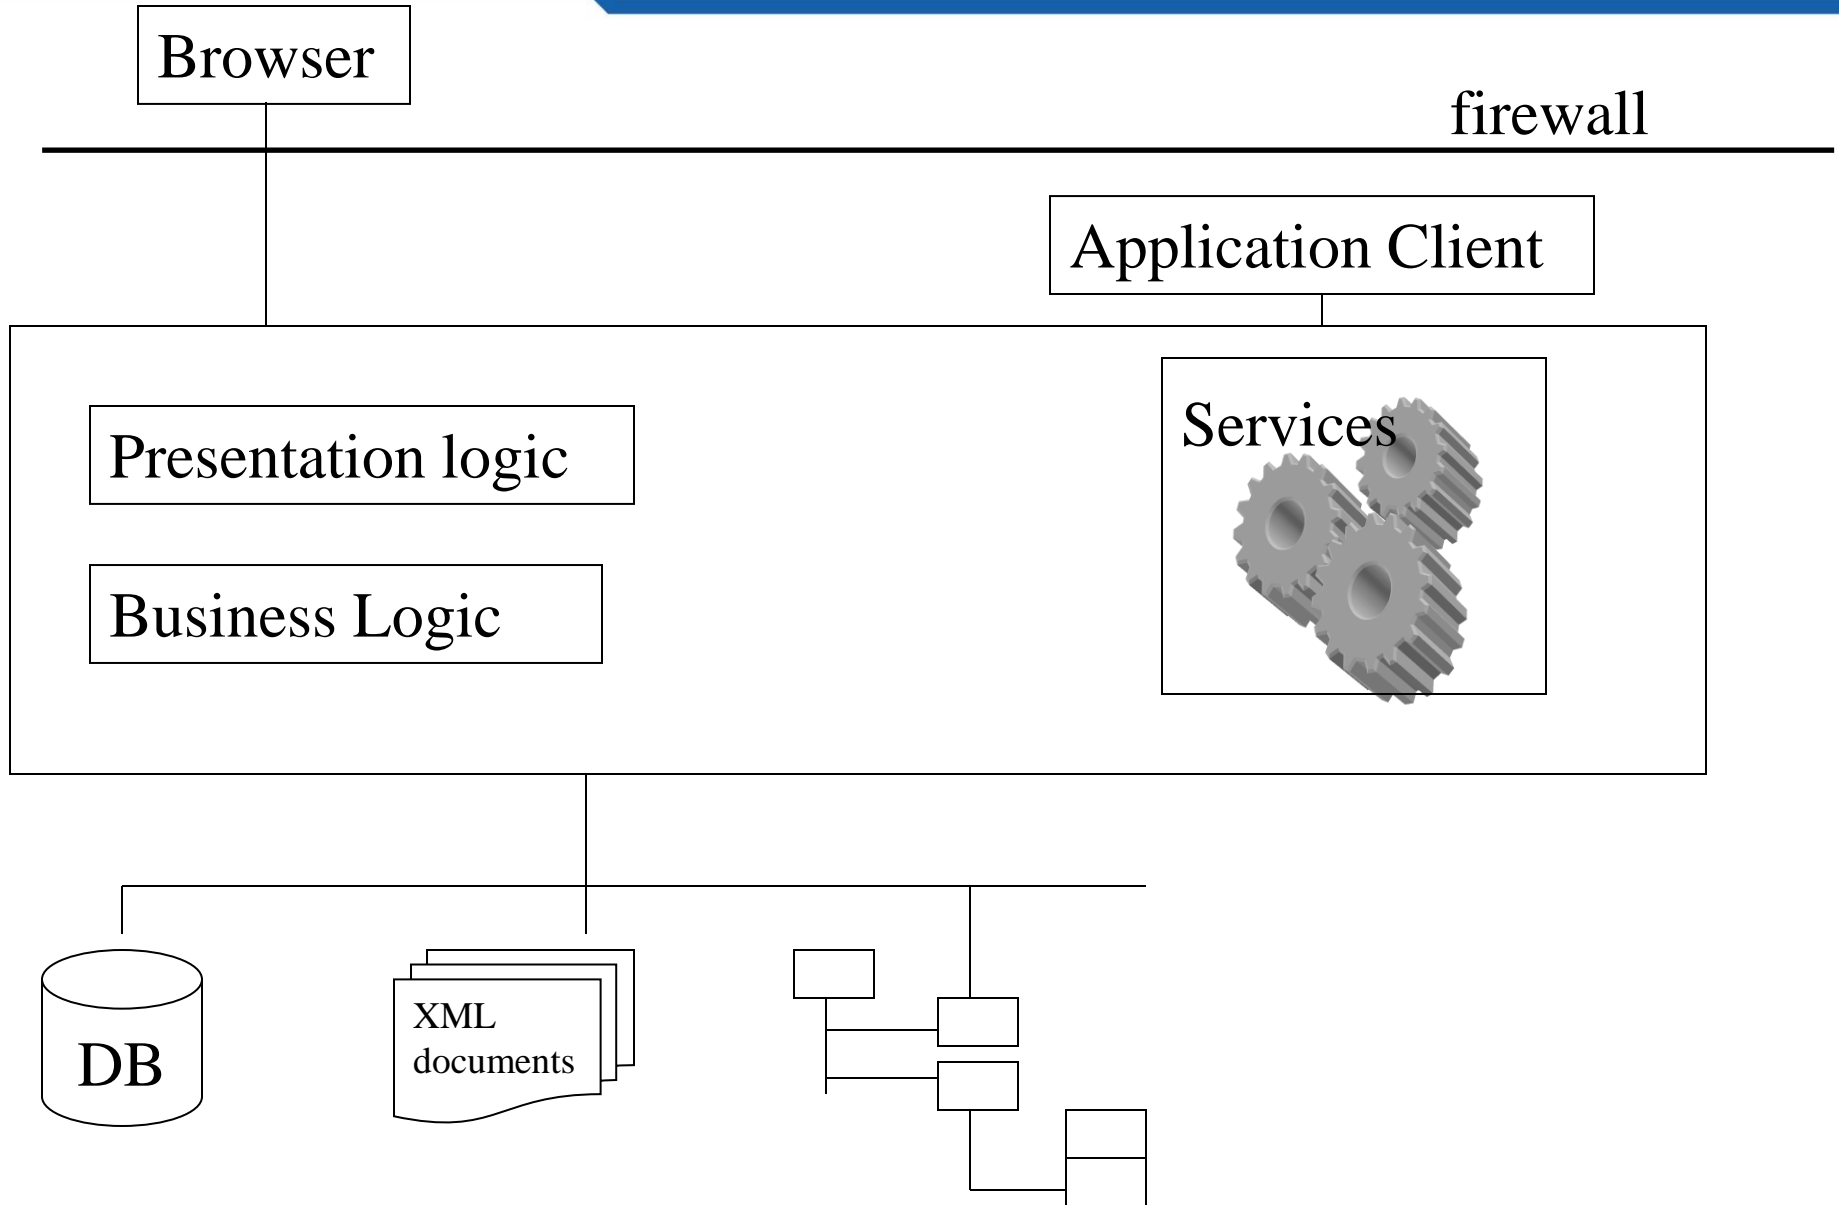 Browser
firewall
Application Client
Services
Presentation logic
Business Logic
XML
documents
DB